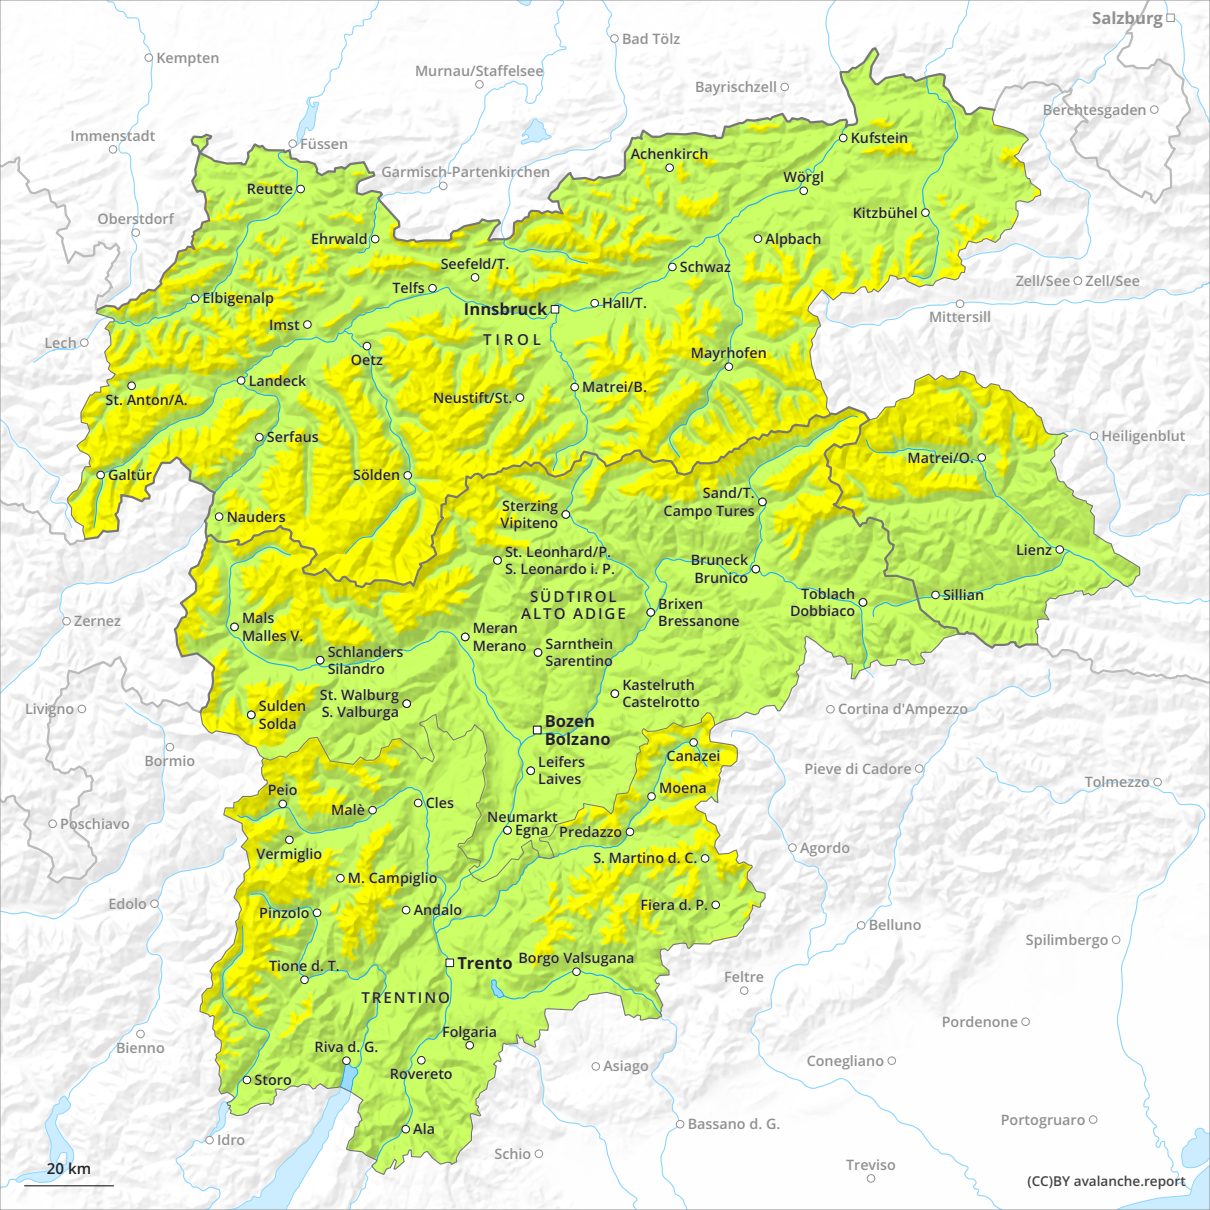 Salzburg
Kempten
Bad Tölz
Murnau/Staffelsee
Bayrischzell
Berchtesgaden
Immenstadt
Füssen
Kufstein
Achenkirch
Garmisch-Partenkirchen
Reutte
Wörgl
Oberstdorf
Kitzbühel
Ehrwald
Alpbach
Seefeld/T.
Schwaz
Zell/See
Zell/See
Telfs
Elbigenalp
Hall/T.
Innsbruck
Mittersill
Imst
TIROL
Lech
Mayrhofen
Oetz
Landeck
Matrei/B.
St. Anton/A.
Neustift/St.
Serfaus
Heiligenblut
Matrei/O.
Galtür
Sölden
Sand/T.
Campo Tures
Sterzing
Vipiteno
Nauders
St. Leonhard/P.
S. Leonardo i. P.
Lienz
Bruneck
Brunico
SÜDTIROL
ALTO ADIGE
Toblach
Dobbiaco
Sillian
Brixen
Bressanone
Zernez
Mals
Malles V.
Meran
Merano
Sarnthein
Sarentino
Schlanders
Silandro
Kastelruth
Castelrotto
St. Walburg
S. Valburga
Livigno
Sulden
Solda
Cortina d'Ampezzo
Bozen
Bolzano
Canazei
Bormio
Leifers
Laives
Pieve di Cadore
Tolmezzo
Peio
Moena
Malè
Cles
Neumarkt
Egna
Poschiavo
Predazzo
Vermiglio
Agordo
S. Martino d. C.
M. Campiglio
Edolo
Pinzolo
Andalo
Fiera d. P.
Belluno
Spilimbergo
Borgo Valsugana
Trento
Tione d. T.
Feltre
TRENTINO
Pordenone
Folgaria
Bienno
Riva d. G.
Conegliano
Asiago
Rovereto
Storo
Portogruaro
Bassano d. G.
Ala
Idro
Schio
Treviso
20 km
(CC)BY avalanche.report